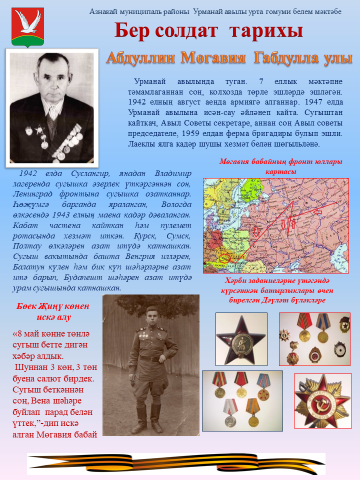 Азнакай муниципаль районы Урманай авылы урта гомуми белем мәктәбе
Бер солдат тарихы
Абдуллин Мөгавия Габдулла улы
Урманай авылында туган. 7 еллык мәктәпне
тәмамлаганнан соң, колхозда төрле эшләрдә эшләгән.
1942 елның август аенда армиягә алганнар. 1947 елда
Урманай авылына исән-сау әйләнеп кайта. Сугыштан
кайткач, Авыл Советы секретаре, аннан соң Авыл советы
председателе, 1959 елдан ферма бригадиры булып эшли.
Лаеклы ялга кадәр шушы хезмәт белән шөгыльләнә.
Мөгавия бабайның фронт юллары
картасы
1942 елда Суслангир, янәдән Владимир
лагеренда сугышка әзерлек үткәргәннән соң,
Ленинград фронтына сугышка озатканнар.
Һөҗүмгә барганда яраланган, Вологда
өлкәсендә 1943 елның маена кадәр дәваланган.
Кабат частена кайткан һәм пулемет
ротасында хезмәт иткән. Курск, Сумск,
Полтау өлкәләрен азат итүдә катнашкан.
Сугыш вакытында башта Венгрия илләрен,
Балатун күлен һәм бик күп шәһәрләрне азат
итә барып, Будапешт шәһәрен азат итүдә
урам сугышында катнашкан.
Хәрби заданиеләрне үтәгәндә
күрсәткән батырлыклары өчен
бирелгән Дәүләт бүләкләре
Бөек Җиңү көнен
искә алу
«8 май көнне төнлә
сугыш бетте дигән
хәбәр алдык.
Шуннан 3 көн, 3 төн
буена салют бирдек.
Сугыш беткәннән
соң, Вена шәһәре
буйлап парад белән
үттек,"-дип искә
алган Мөгавия бабай